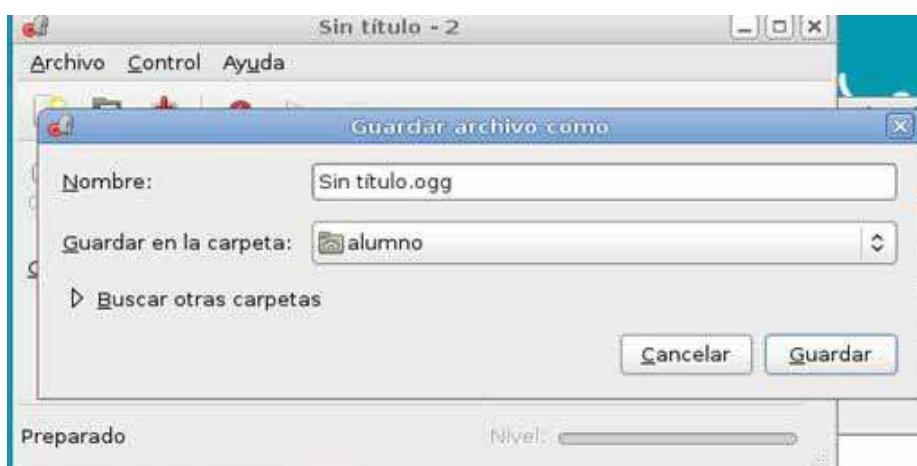 Sin título - 2
Archivo Control Ayuda
Guardar archivo como
Nombre: Sin título.ogg
Guardar en la carpeta: alumno
Buscar otras carpetas
Cancelar Guardar
Preparado Nivel: